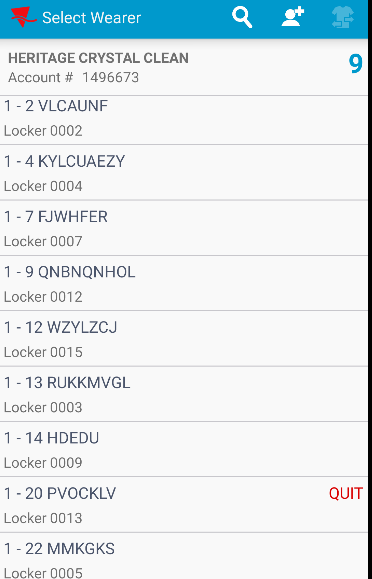 Select Wearer
HERITAGE CRYSTAL CLEAN
Account # 1496673
9
1 - 2 VLCAUNF
Locker 0002
1 - 4 KYLCUAEZY
Locker 0004
1 - 7 FJWHFER
Locker 0007
1 - 9 QNBNQNHOL
Locker 0012
1 - 12 WZYLZCJ
Locker 0015
1 - 13 RUKKMVGL
Locker 0003
1 - 14 HDEDU
Locker 0009
1 - 20 PVOCKLV QUIT
Locker 0013
1 - 22 MMKGKS
Locker 0005